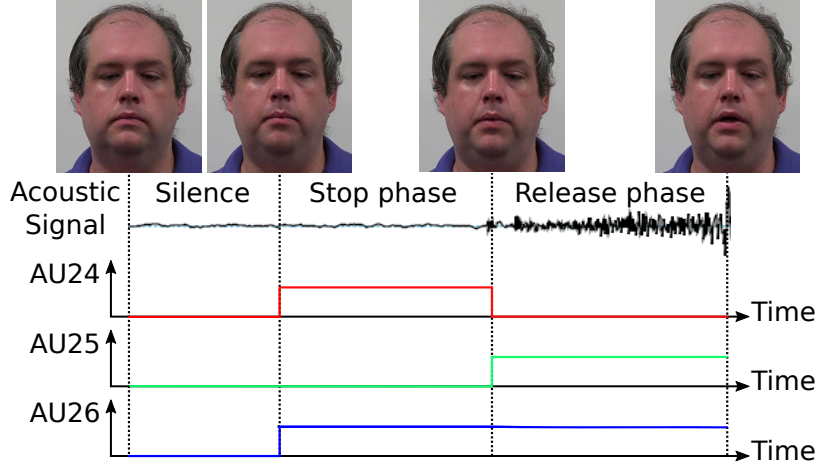 Acoustic Signal
Silence
Stop phase
Release phase
AU24
Time
AU25
Time
AU26
Time